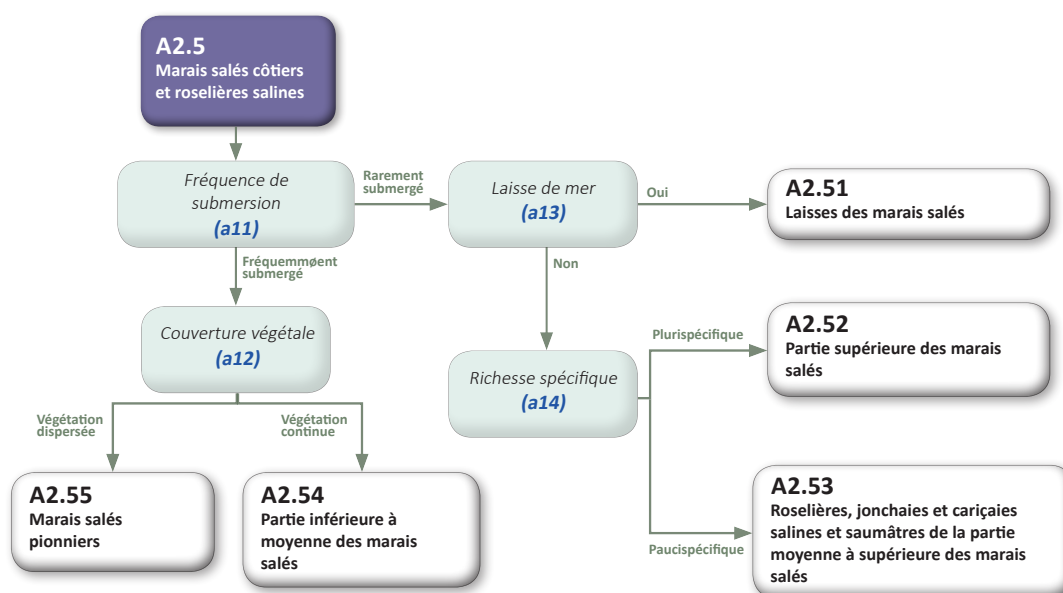 A2.5
Marais salés côtiers
et roselières salines
Fréquence de
submersion
(a11)
Rarement
submergé
Laisse de mer
(a13)
Oui
A2.51
Laisses des marais salés
Fréquemmøent
submergé
Non
Couverture végétale
(a12)
Richesse spécifique
(a14)
Plurispécifique
A2.52
Partie supérieure des marais
salés
Végétation
dispersée
Végétation
continue
A2.55
Marais salés
pionniers
A2.54
Partie inférieure à
moyenne des marais
salés
Paucispécifique
A2.53
Roselières, jonchaies et cariçaies
salines et saumâtres de la partie
moyenne à supérieure des marais
salés